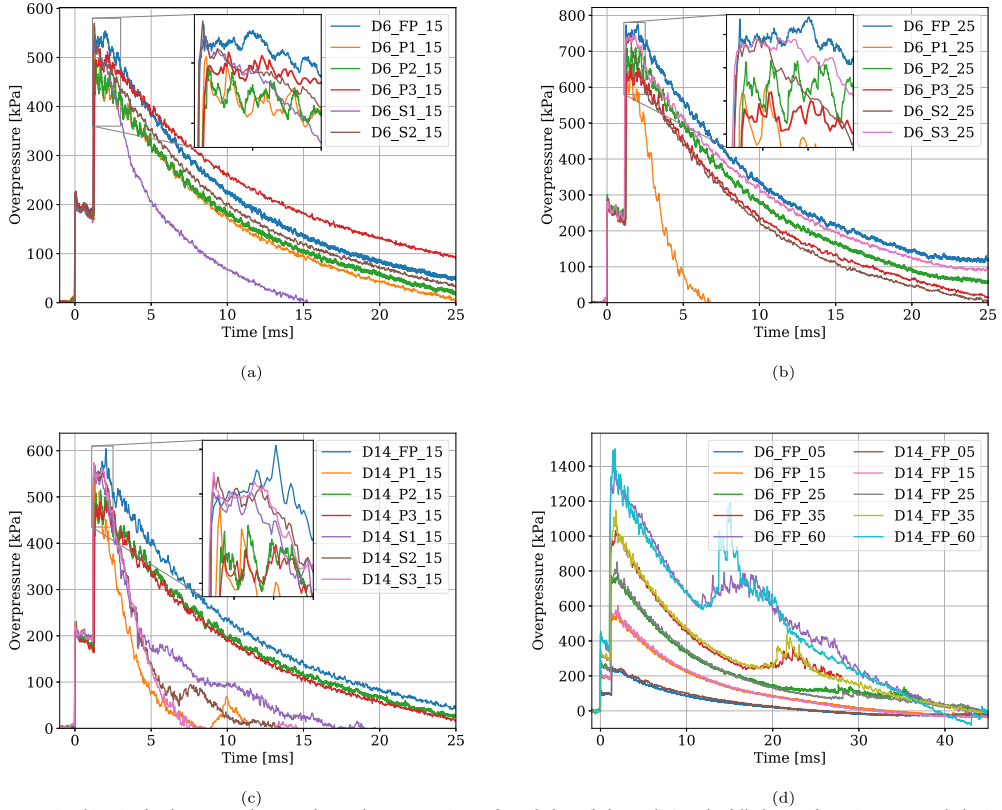 600
500
400
300
200
100
0
Overpressure [kPa]
0 5 10 15 20 25
Time [ms]
D6_FP_15
D6_P1_15
D6_P2_15
D6_P3_15
D6_S1_15
D6_S2_15
(a)
800
700
600
500
400
300
200
100
0
Overpressure [kPa]
0 5 10 15 20 25
Time [ms]
D6_FP_25
D6_P1_25
D6_P2_25
D6_P3_25
D6_S2_25
D6_S3_25
(b)
600
500
400
300
200
100
0
Overpressure [kPa]
0 5 10 15 20 25
Time [ms]
D14_FP_15
D14_P1_15
D14_P2_15
D14_P3_15
D14_S1_15
D14_S2_15
D14_S3_15
(c)
1400
1200
1000
800
600
400
200
0
Overpressure [kPa]
0 10 20 30 40
Time [ms]
D6_FP_05
D6_FP_15
D6_FP_25
D6_FP_35
D6_FP_60
D14_FP_05
D14_FP_15
D14_FP_25
D14_FP_35
D14_FP_60
(d)